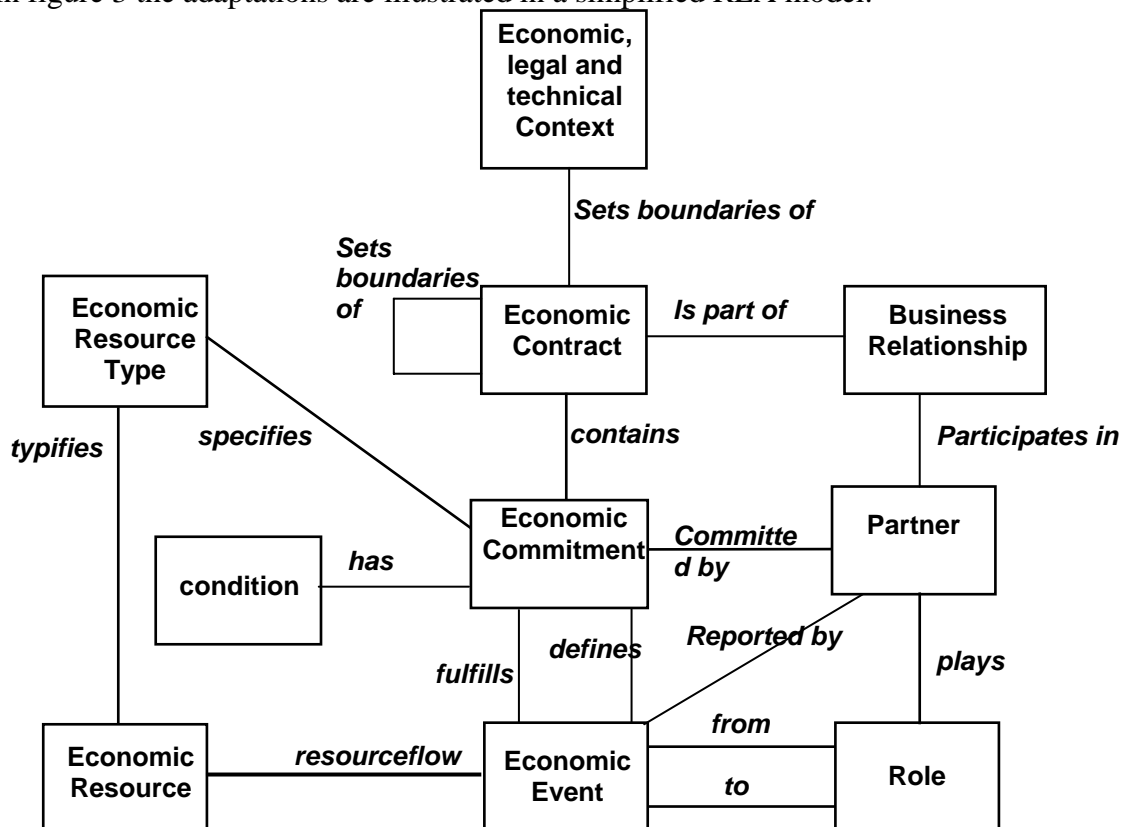 in figure 5 the adaptations are illustrated in a simplified REA model.
Economic,
legal and
technical
Context
Sets boundaries of
Sets
boundaries
of
Economic
Resource
Type
Economic
Contract
Is part of
Business
Relationship
typifies
specifies
contains
Participates in
Economic
Commitment
Committe
d by
Partner
condition
has
fulfills
defines
Reported by
plays
Economic
Resource
resourceflow
Economic
Event
from
to
Role